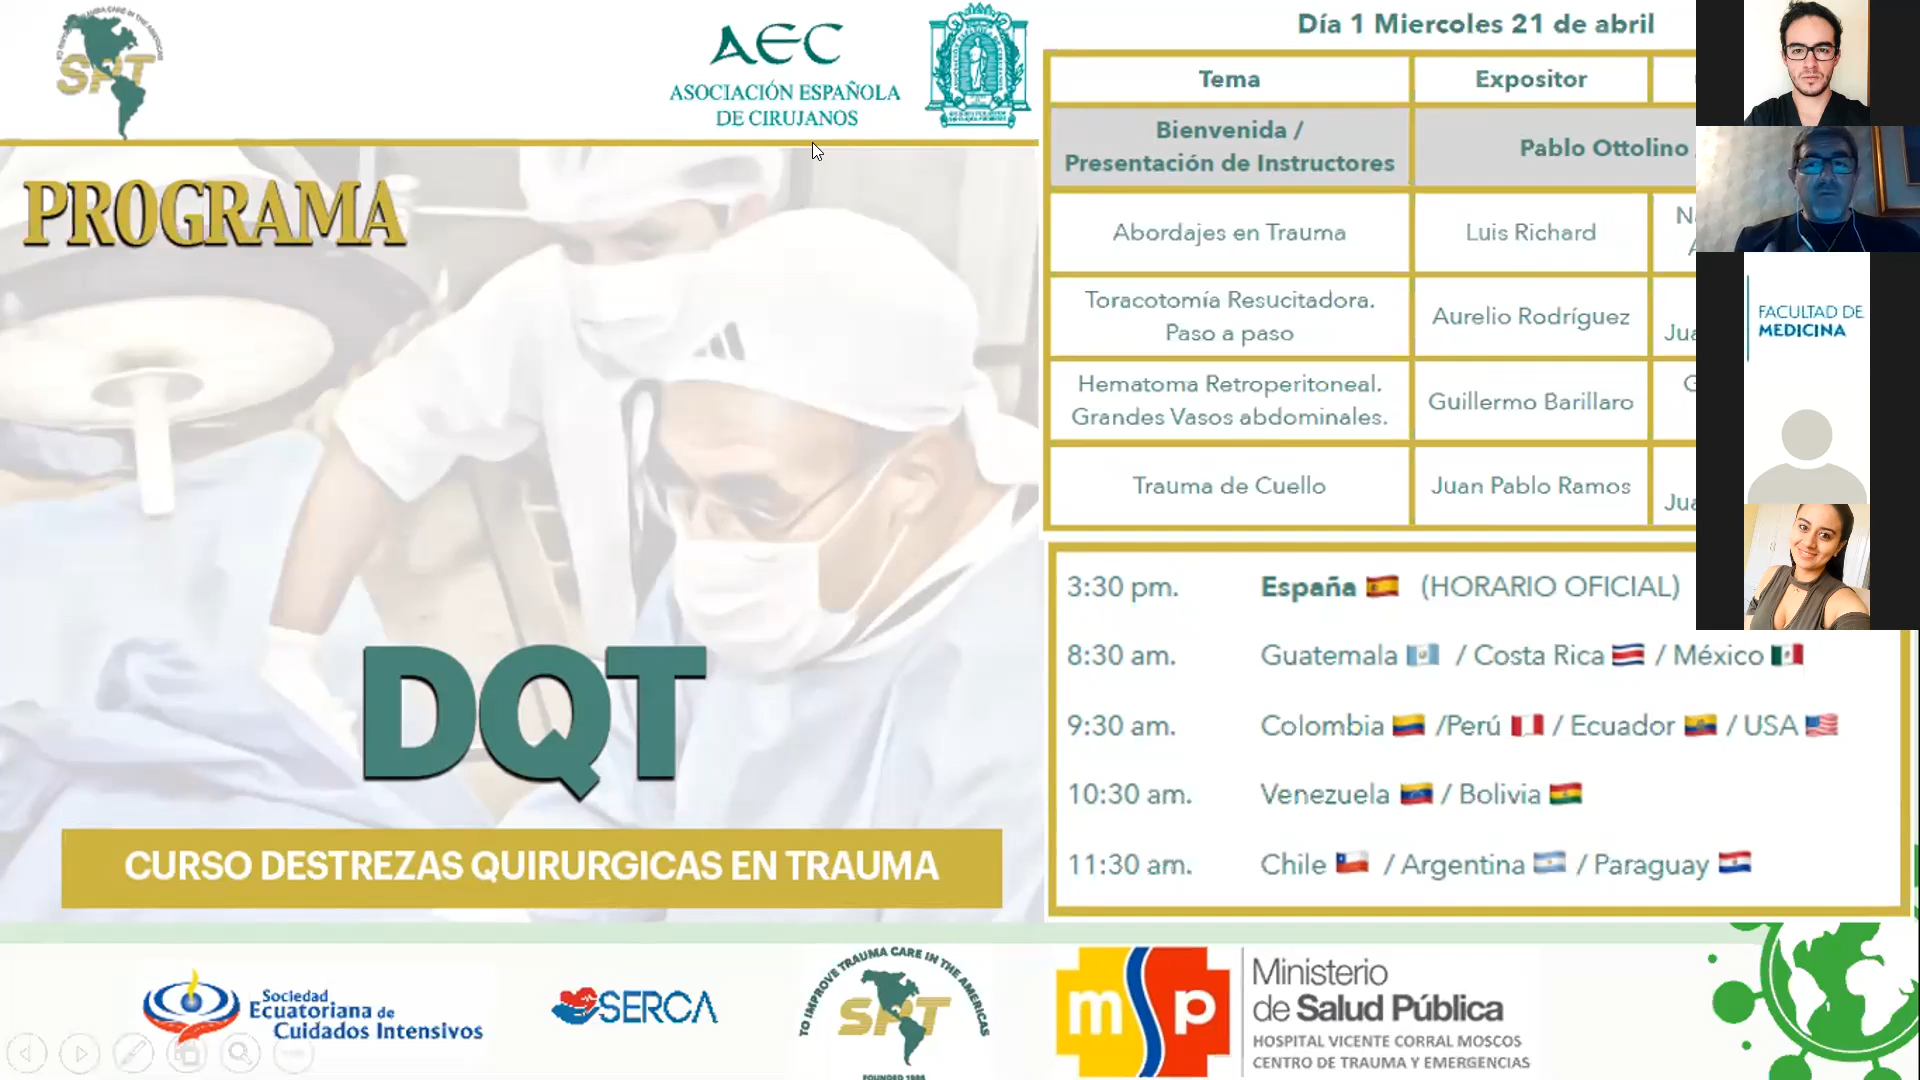 SPT
AEC
ASOCIACIÓN ESPAÑOLA
DE CIRUJANOS
PROGRAMA
DQT
CURSO DESTREZAS QUIRURGICAS EN TRAUMA
Día 1 Miercoles 21 de abril
Tema Expositor
Bienvenida /
Presentación de Instructores
Pablo Ottolino
Abordajes en Trauma Luis Richard
Toracotomía Resucitadora.
Paso a paso
Aurelio Rodríguez
Hematoma Retroperitoneal.
Grandes Vasos abdominales.
Guillermo Barillaro
Trauma de Cuello Juan Pablo Ramos
FACULTAD DE
MEDICINA
3:30 pm. España (HORARIO OFICIAL)
8:30 am. Guatemala / Costa Rica / México
9:30 am. Colombia /Perú / Ecuador / USA
10:30 am. Venezuela / Bolivia
11:30 am. Chile / Argentina / Paraguay
Sociedad
Ecuatoriana de
Cuidados Intensivos
SERCA
TO IMPROVE TRAUMA CARE IN THE AMERICAS
SPT
FOUNDED 1986
msp
Ministerio
de Salud Pública
HOSPITAL VICENTE CORRAL MOSCOS
CENTRO DE TRAUMA Y EMERGENCIAS